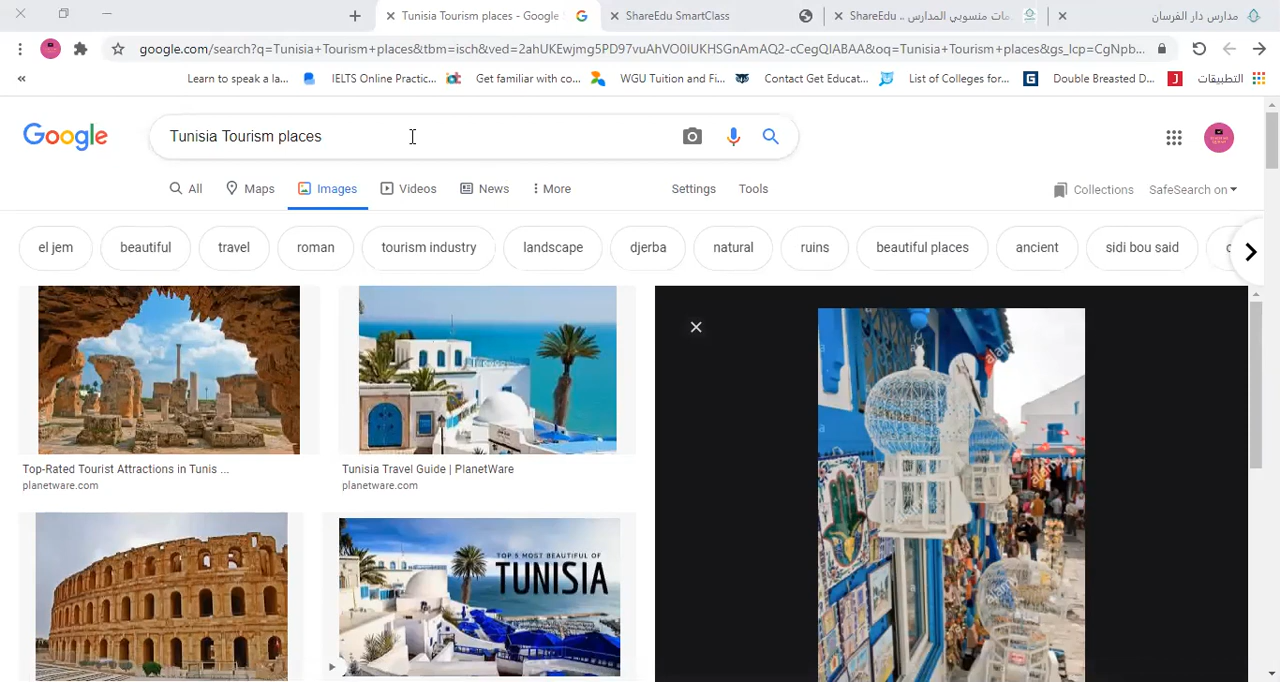 Tunisia Tourism places - Google
ShareEdu SmartClass
ShareEdu .. مات منسوبي المدارس
مدارس دار الفرسان
google.com/search?q=Tunisia+Tourism+places&tbm=isch&ved=2ahUKEwjmg5PD97vuAhVO0IUKHSGnAmAQ2-cCegQIABAA&oq=Tunisia+Tourism+places&gs_lcp=CgNpb...
Learn to speak a la...
IELTS Online Practic...
Get familiar with co...
WGU Tuition and Fi...
Contact Get Educat...
List of Colleges for...
Double Breasted D...
التطبيقات
Google
Tunisia Tourism places
All
Maps
Images
Videos
News
More
Settings
Tools
Collections
SafeSearch on
el jem
beautiful
travel
roman
tourism industry
landscape
djerba
natural
ruins
beautiful places
ancient
sidi bou said
Top-Rated Tourist Attractions in Tunis ...
planetware.com
Tunisia Travel Guide | PlanetWare
planetware.com
TOP 5 MOST BEAUTIFUL OF
TUNISIA